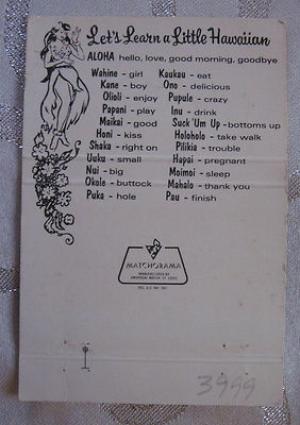 Let's Learn a Little Hawaiian
ALOHA hello, love, good morning, goodbye
Wahine - girl
Kane - boy
Olioli - enjoy
Papani - play
Maikai - good
Honi - kiss
Shaka - right on
Uuku - small
Nui - big
Okole - buttock
Puka - hole
Kaukau - eat
Ono - delicious
Pupule - crazy
Inu - drink
Suck 'Um Up - bottoms up
Holoholo - take walk
Pilikia - trouble
Hapai - pregnant
Moimoi - sleep
Mahalo - thank you
Pau - finish
MATCHORAMA
3999